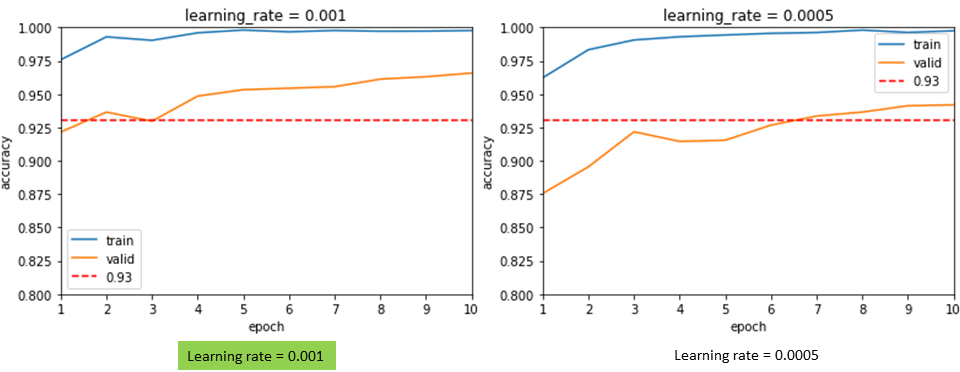 learning_rate = 0.001
1.000
0.975
0.950
0.925
0.900
0.875
0.850
0.825
0.800
accuracy
train
valid
0.93
1 2 3 4 5 6 7 8 9 10
epoch
Learning rate = 0.001
learning_rate = 0.0005
1.000
0.975
0.950
0.925
0.900
0.875
0.850
0.825
0.800
accuracy
train
valid
0.93
1 2 3 4 5 6 7 8 9 10
epoch
Learning rate = 0.0005